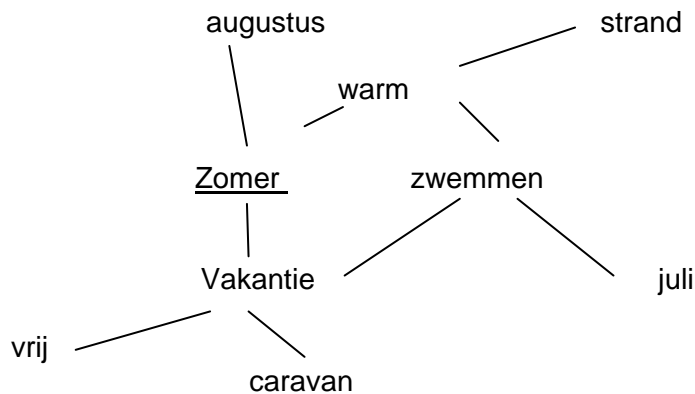 augustus
strand
warm
Zomer
zwemmen
Vakantie
juli
vrij
caravan